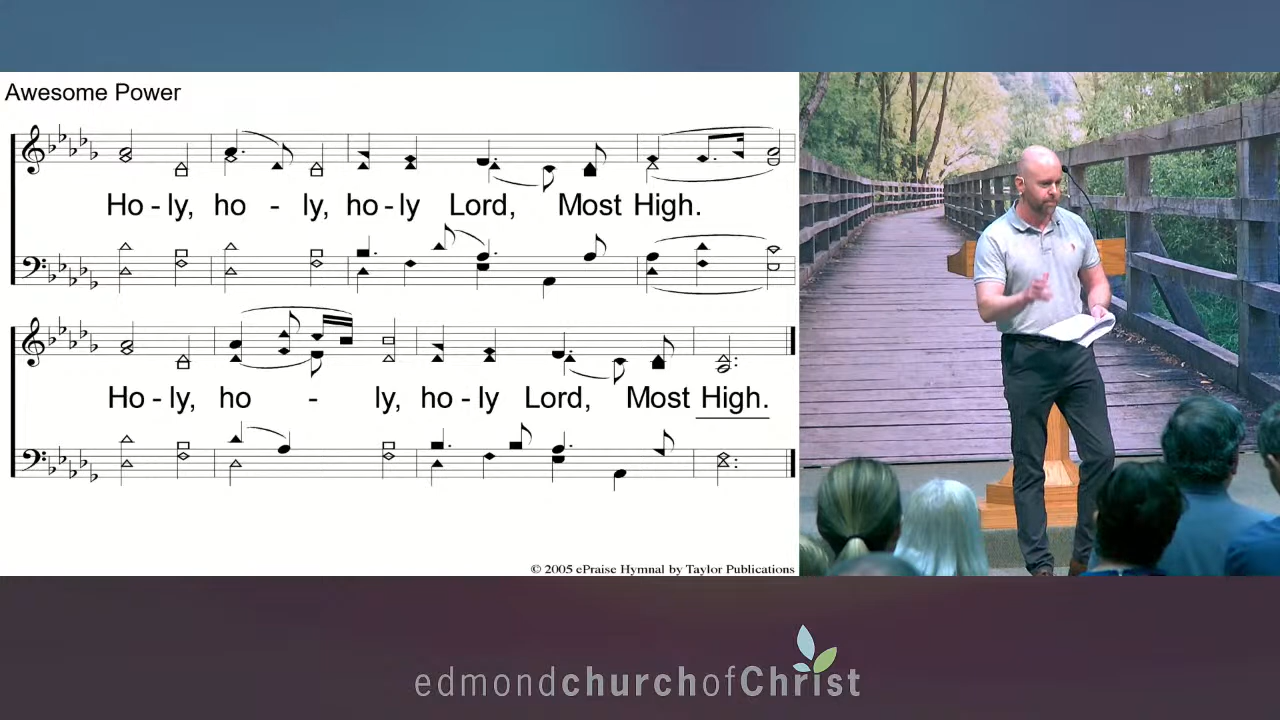 Awesome Power
Ho - ly, ho - ly, ho - ly Lord, Most High.
Ho - ly, ho - ly, ho - ly Lord, Most High.
© 2005 ePraise Hymnal by Taylor Publications
edmondchurchofChrist